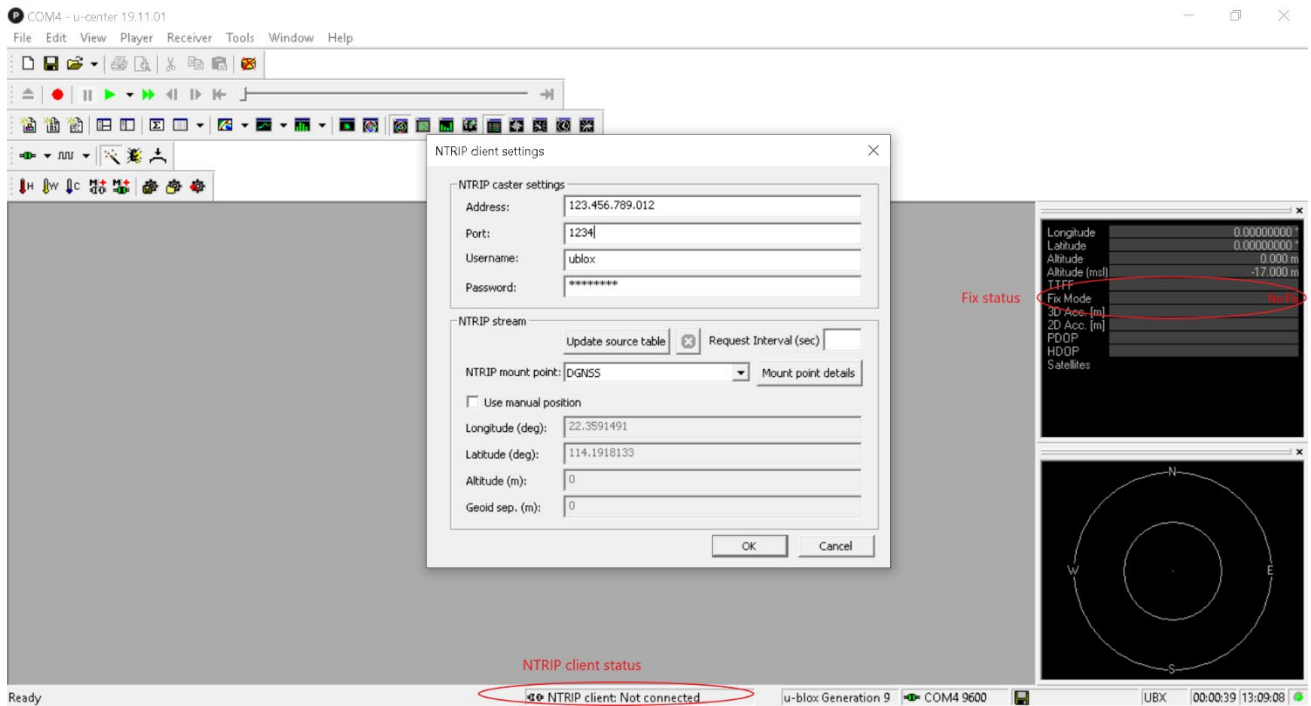 COM4 - u-center 19.11.01
File Edit View Player Receiver Tools Window Help
H W C
NTRIP client settings
NTRIP caster settings
Address: 123.456.789.012
Port: 1234
Username: ublox
Password: ********
NTRIP stream
Update source table Request Interval (sec)
NTRIP mount point: DGNSS Mount point details
Use manual position
Longitude (deg): 22.3591491
Latitude (deg): 114.1918133
Altitude (m): 0
Geoid sep. (m): 0
OK Cancel
Longitude 0.00000000 °
Latitude 0.00000000 °
Altitude 0.000 m
Altitude (msl) -17.000 m
TTFF
Fix status
Fix Mode
3D Acc. [m]
2D Acc. [m]
PDOP
HDOP
Satellites
N
W E
S
NTRIP client status
Ready NTRIP client: Not connected u-blox Generation 9 COM4 9600 UBX 00:00:39 13:09:08